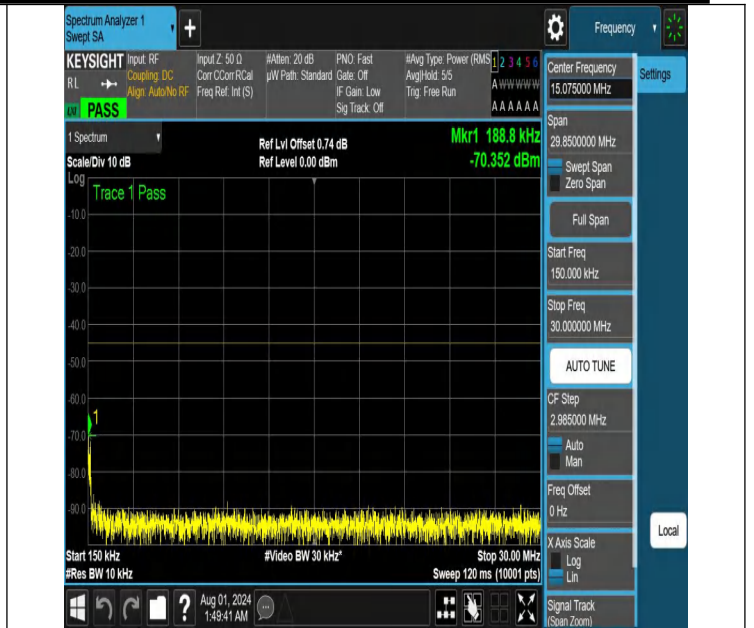 Spectrum Analyzer 1
Swept SA
+
Frequency
KEYSIGHT
RL
PASS
Input: RF
Coupling: DC
Align: Auto/No RF
Input Z: 50 Ω
Corr CCorr RCal
Freq Ref: Int (S)
#Atten: 20 dB
µW Path: Standard
PNO: Fast
Gate: Off
IF Gain: Low
Sig Track: Off
#Avg Type: Power (RMS
Avg|Hold: 5/5
Trig: Free Run
1 2 3 4 5 6
A W W W W W
A A A A A A
1 Spectrum
Scale/Div 10 dB
Ref Lvl Offset 0.74 dB
Ref Level 0.00 dBm
Mkr1 188.8 kHz
-70.352 dBm
Log
Trace 1 Pass
-10.0
-20.0
-30.0
-40.0
-50.0
-60.0
1
-70.0
-80.0
-90.0
Start 150 kHz
#Video BW 30 kHz*
Stop 30.00 MHz
#Res BW 10 kHz
Sweep 120 ms (10001 pts)
?
Aug 01, 2024
1:49:41 AM
Center Frequency
15.075000 MHz
Settings
Span
29.8500000 MHz
Swept Span
Zero Span
Full Span
Start Freq
150.000 kHz
Stop Freq
30.000000 MHz
AUTO TUNE
CF Step
2.985000 MHz
Auto
Man
Freq Offset
0 Hz
X Axis Scale
Log
Lin
Local
Signal Track
(Span Zoom)